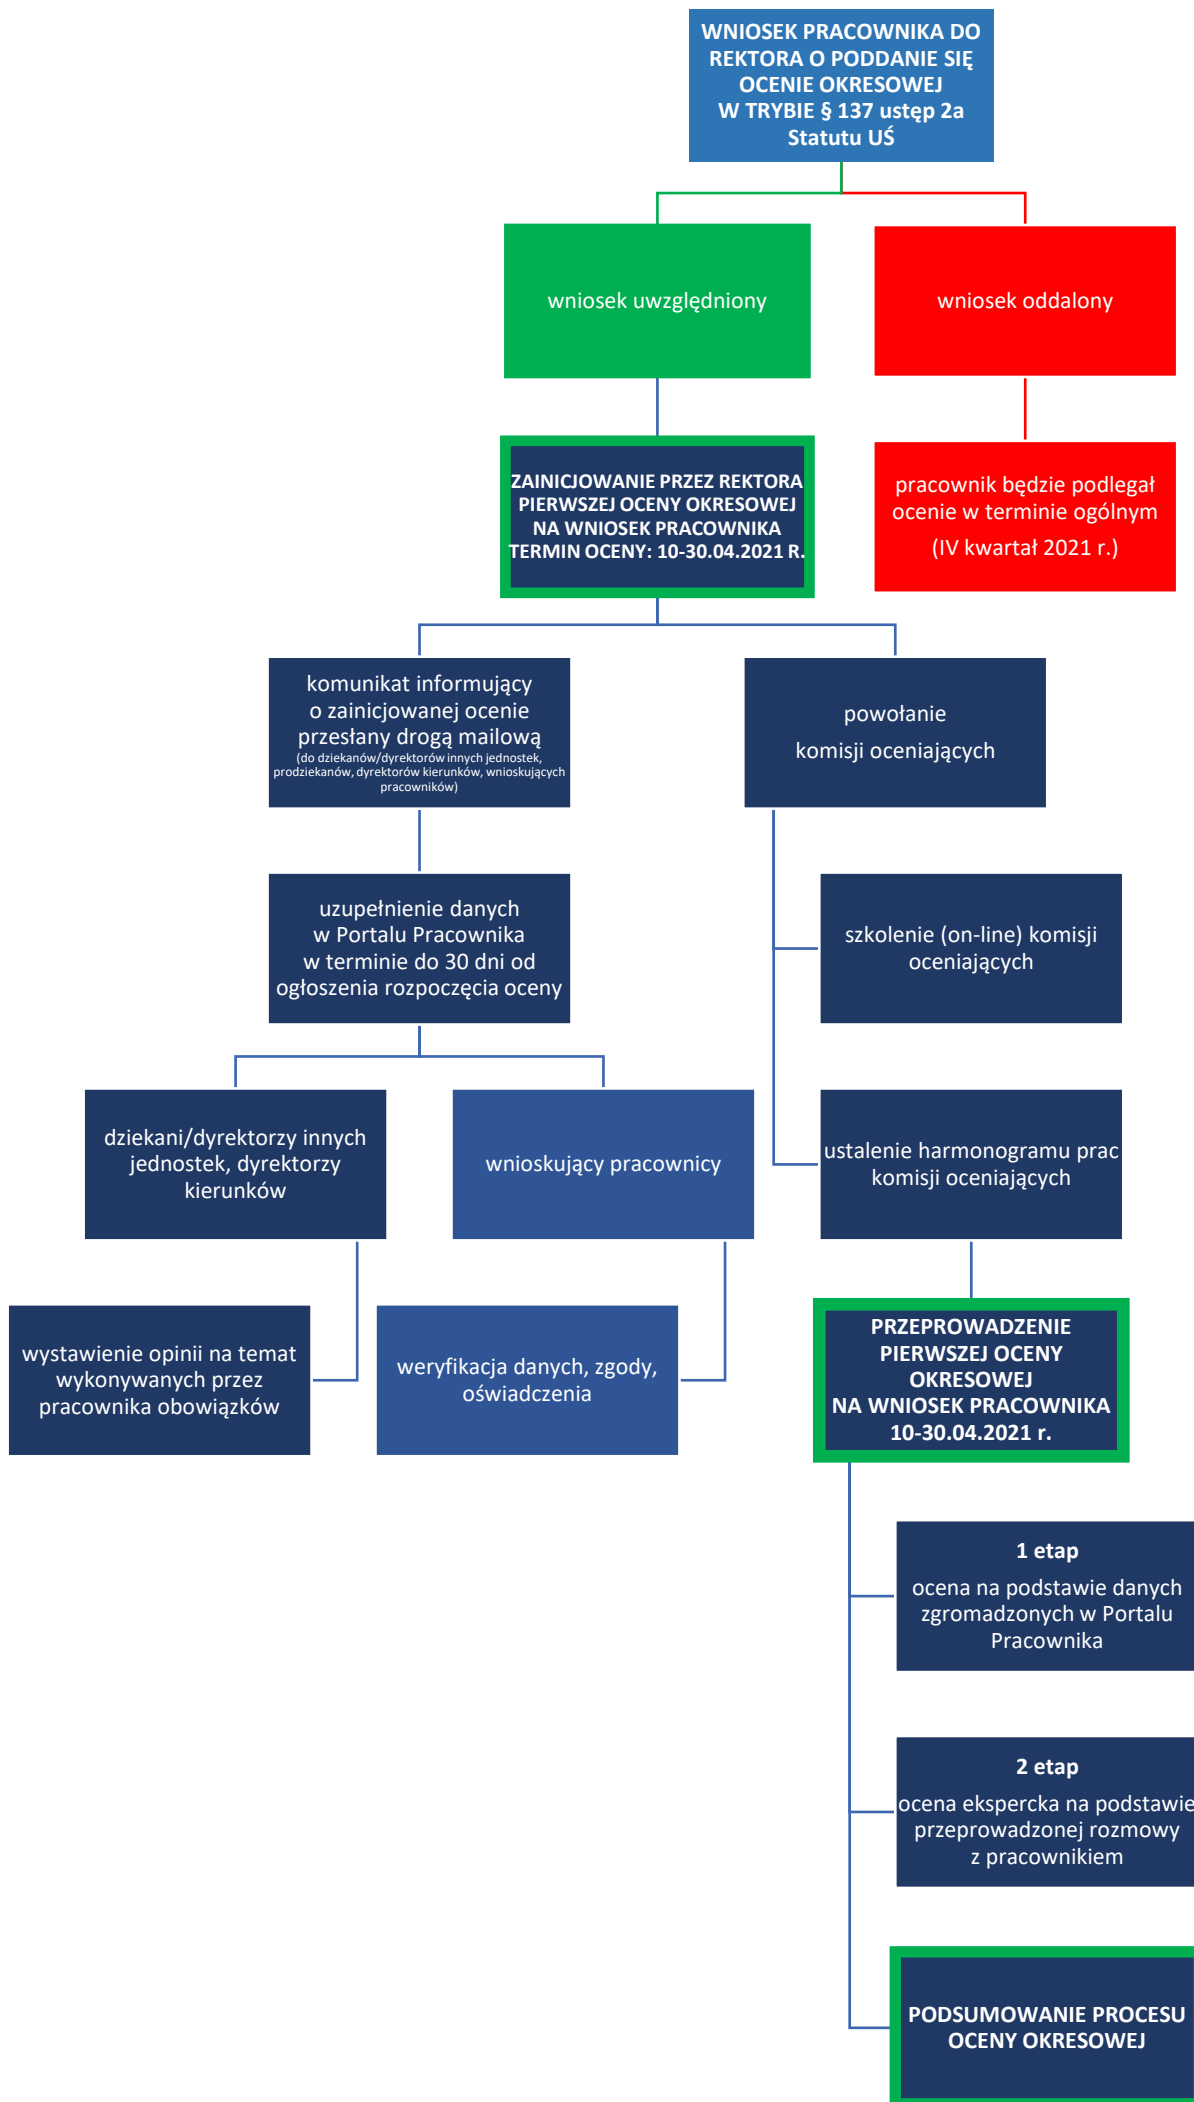 WNIOSEK PRACOWNIKA DO
REKTORA O PODDANIE SIĘ
OCENIE OKRESOWEJ
W TRYBIE § 137 ustęp 2a
Statutu UŚ
wniosek uwzględniony
wniosek oddalony
ZAINICJOWANIE PRZEZ REKTORA
PIERWSZEJ OCENY OKRESOWEJ
NA WNIOSEK PRACOWNIKA
TERMIN OCENY: 10-30.04.2021 R.
pracownik będzie podlegał
ocenie w terminie ogólnym
(IV kwartał 2021 r.)
komunikat informujący
o zainicjowanej ocenie
przesłany drogą mailową
(do dziekanów/dyrektorów innych jednostek,
prodziekanów, dyrektorów kierunków, wnioskujących
pracowników)
powołanie
komisji oceniających
uzupełnienie danych
w Portalu Pracownika
w terminie do 30 dni od
ogłoszenia rozpoczęcia oceny
szkolenie (on-line) komisji
oceniających
dziekani/dyrektorzy innych
jednostek, dyrektorzy
kierunków
wnioskujący pracownicy
ustalenie harmonogramu prac
komisji oceniających
wystawienie opinii na temat
wykonywanych przez
pracownika obowiązków
weryfikacja danych, zgody,
oświadczenia
PRZEPROWADZENIE
PIERWSZEJ OCENY
OKRESOWEJ
NA WNIOSEK PRACOWNIKA
10-30.04.2021 r.
1 etap
ocena na podstawie danych
zgromadzonych w Portalu
Pracownika
2 etap
ocena ekspercka na podstawie
przeprowadzonej rozmowy
z pracownikiem
PODSUMOWANIE PROCESU
OCENY OKRESOWEJ